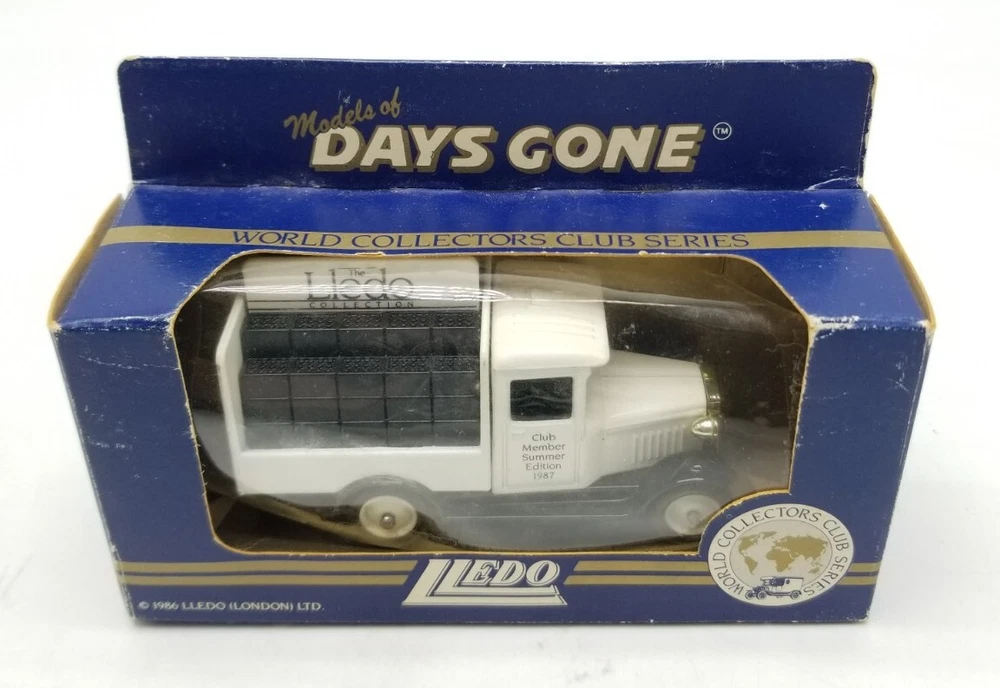 Models of
DAYS GONE ™
WORLD COLLECTORS CLUB SERIES
The
Lledo
COLLECTION
Club
Member
Summer
Edition
1987
WORLD COLLECTORS CLUB SERIES
LLEDO
© 1986 LLEDO (LONDON) LTD.